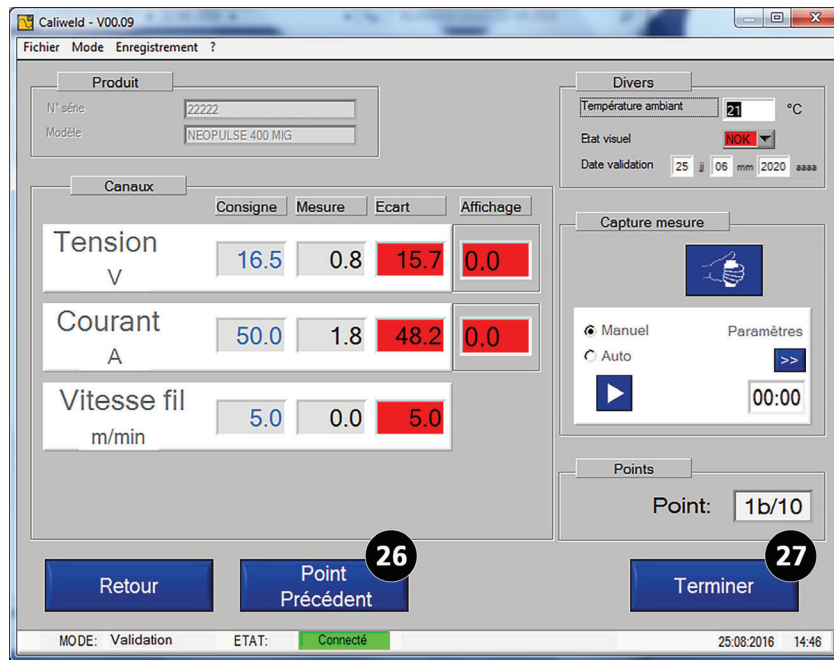 Caliweld - V00.09
Fichier Mode Enregistrement ?
Produit
N° série 22222
Modèle NEOPULSE 400 MIG
Divers
Température ambiant 21 °C
Etat visuel NOK
Date validation 25 jj 06 mm 2020 aaaa
Canaux
Consigne Mesure Ecart Affichage
Tension
V
16.5 0.8 15.7 0.0
Courant
A
50.0 1.8 48.2 0.0
Vitesse fil
m/min
5.0 0.0 5.0
Capture mesure
Manuel Paramètres
Auto >>
00:00
Points
Point: 1b/10
26
27
Retour
Point
Précédent
Terminer
MODE: Validation ETAT: Connecté 25:08:2016 14:46